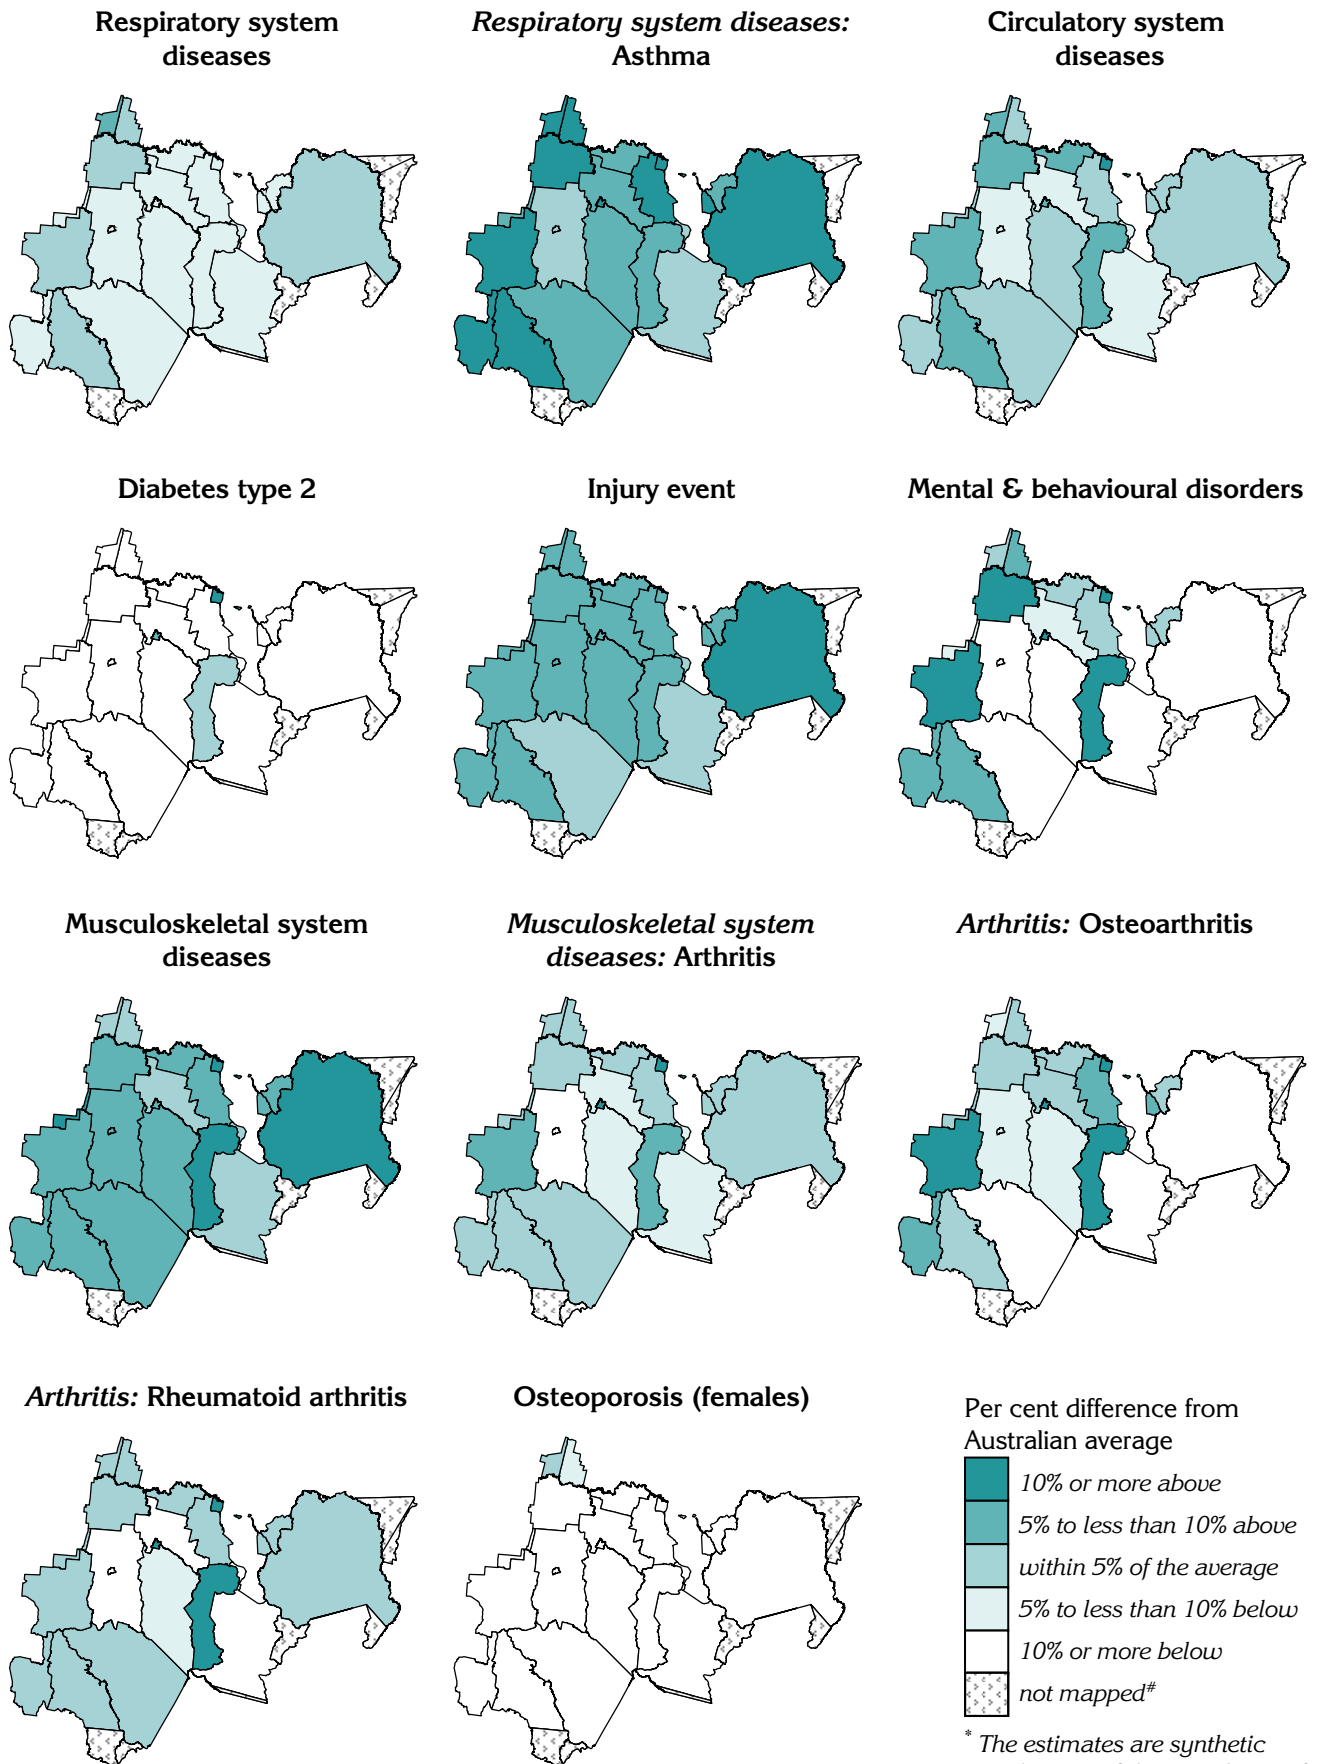 Respiratory system
diseases
Respiratory system diseases:
Asthma
Circulatory system
diseases
Diabetes type 2
Injury event
Mental & behavioural disorders
Musculoskeletal system
diseases
Musculoskeletal system
diseases: Arthritis
Arthritis: Osteoarthritis
Arthritis: Rheumatoid arthritis
Osteoporosis (females)
Per cent difference from
Australian average
10% or more above
5% to less than 10% above
within 5% of the average
5% to less than 10% below
10% or more below
not mapped#
* The estimates are synthetic